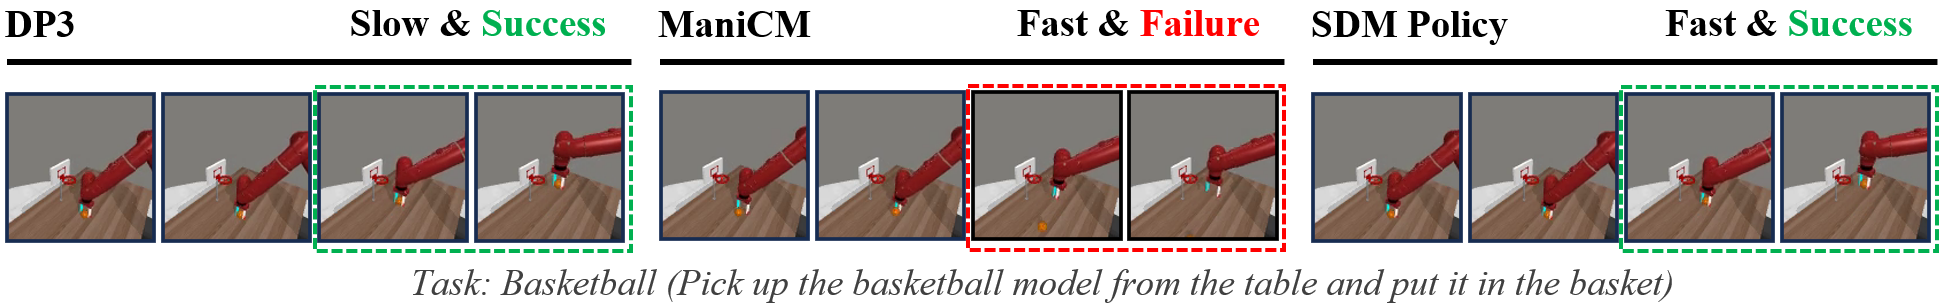 DP3 Slow & Success ManiCM Fast & Failure SDM Policy Fast & Success
Task: Basketball (Pick up the basketball model from the table and put it in the basket)